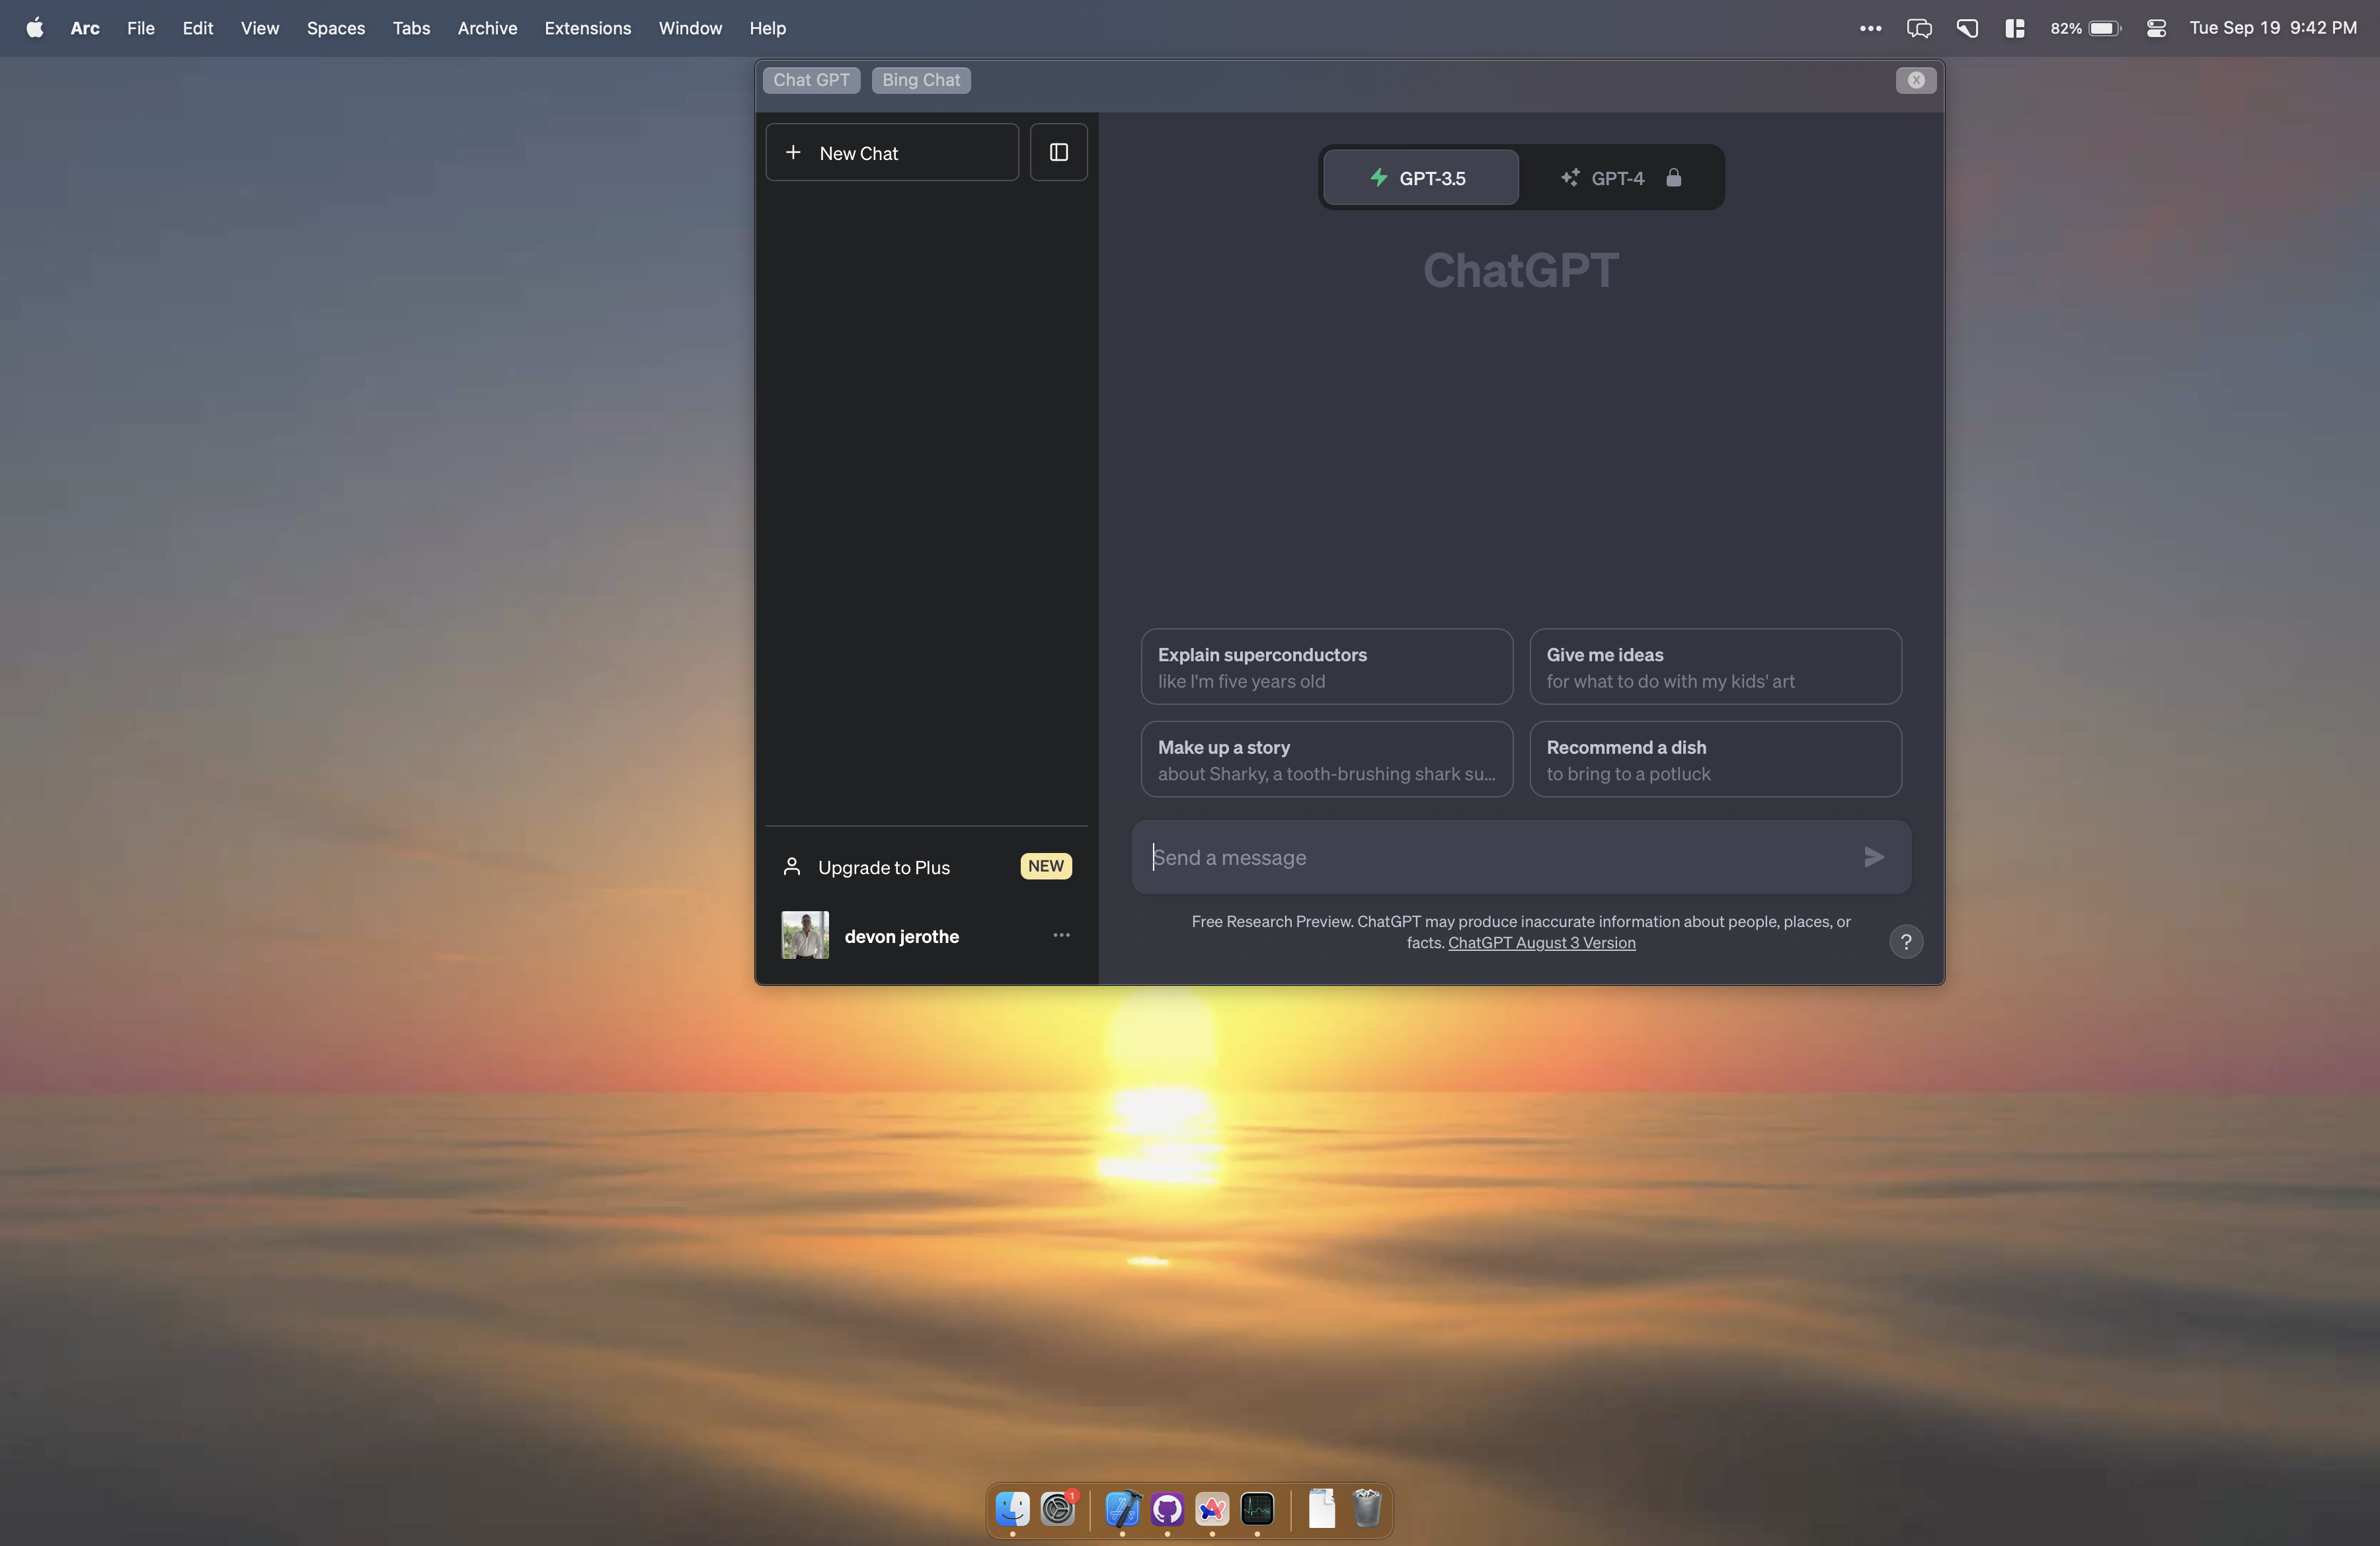 Arc File Edit View Spaces Tabs Archive Extensions Window Help 82% Tue Sep 19 9:42 PM
Chat GPT Bing Chat X
+ New Chat
GPT-3.5 GPT-4
ChatGPT
Explain superconductors
like I'm five years old
Give me ideas
for what to do with my kids' art
Make up a story
about Sharky, a tooth-brushing shark su...
Recommend a dish
to bring to a potluck
Send a message
Upgrade to Plus NEW
devon jerothe
Free Research Preview. ChatGPT may produce inaccurate information about people, places, or
facts. ChatGPT August 3 Version
?
1